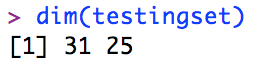 > dim(testingset)
[1] 31 25